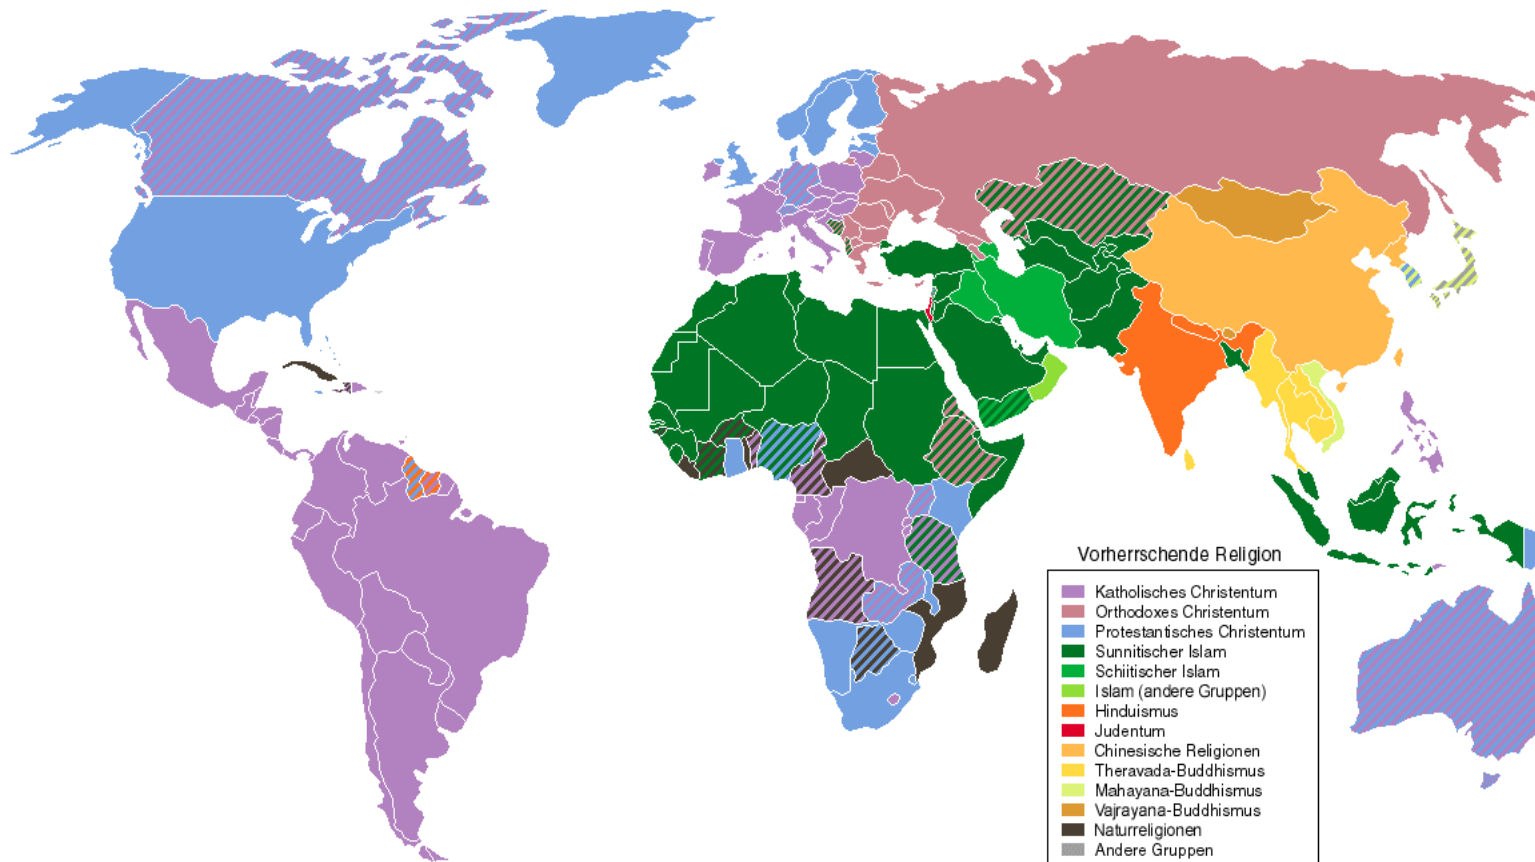 Vorherrschende Religion
Katholisches Christentum
Orthodoxes Christentum
Protestantisches Christentum
Sunnitischer Islam
Schiitischer Islam
Islam (andere Gruppen)
Hinduismus
Judentum
Chinesische Religionen
Theravada-Buddhismus
Mahayana-Buddhismus
Vajrayana-Buddhismus
Naturreligionen
Andere Gruppen